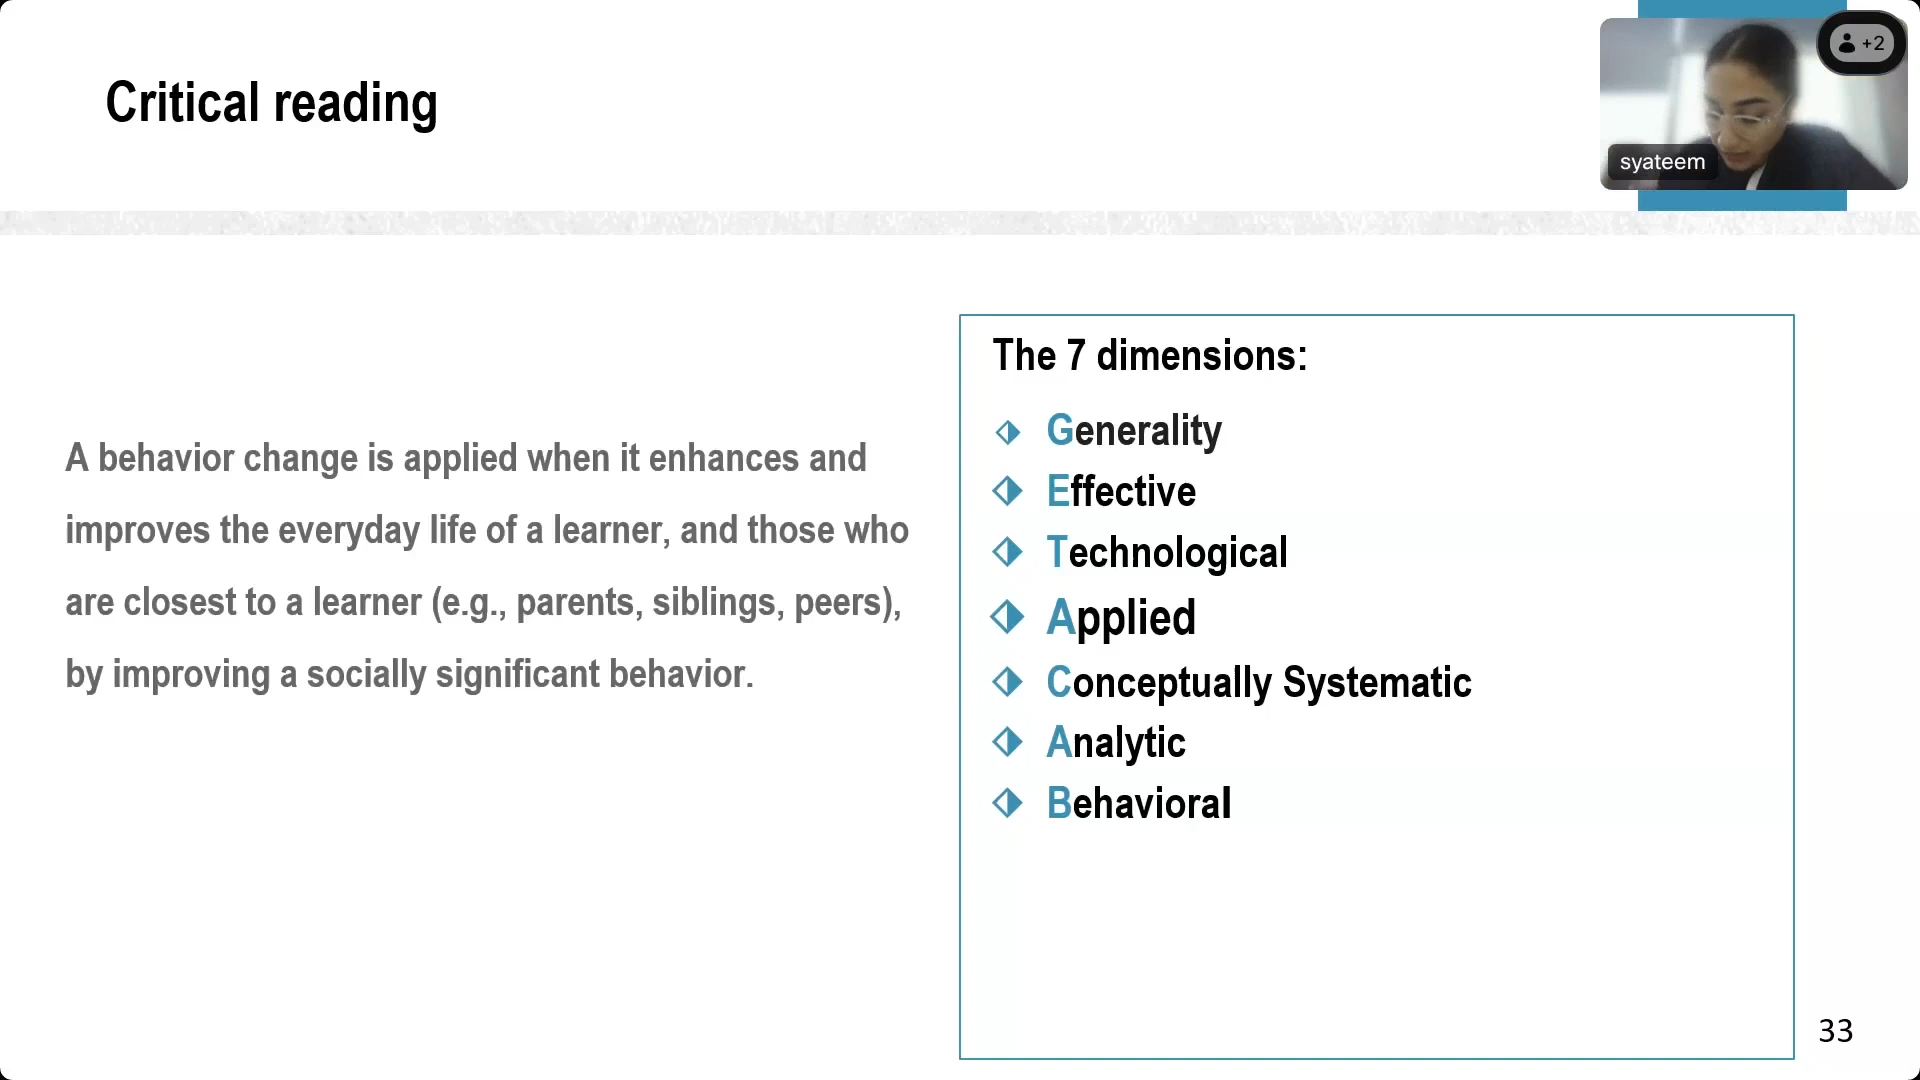 Critical reading
+2
syateem
A behavior change is applied when it enhances and
improves the everyday life of a learner, and those who
are closest to a learner (e.g., parents, siblings, peers),
by improving a socially significant behavior.
The 7 dimensions:
Generality
Effective
Technological
Applied
Conceptually Systematic
Analytic
Behavioral
33